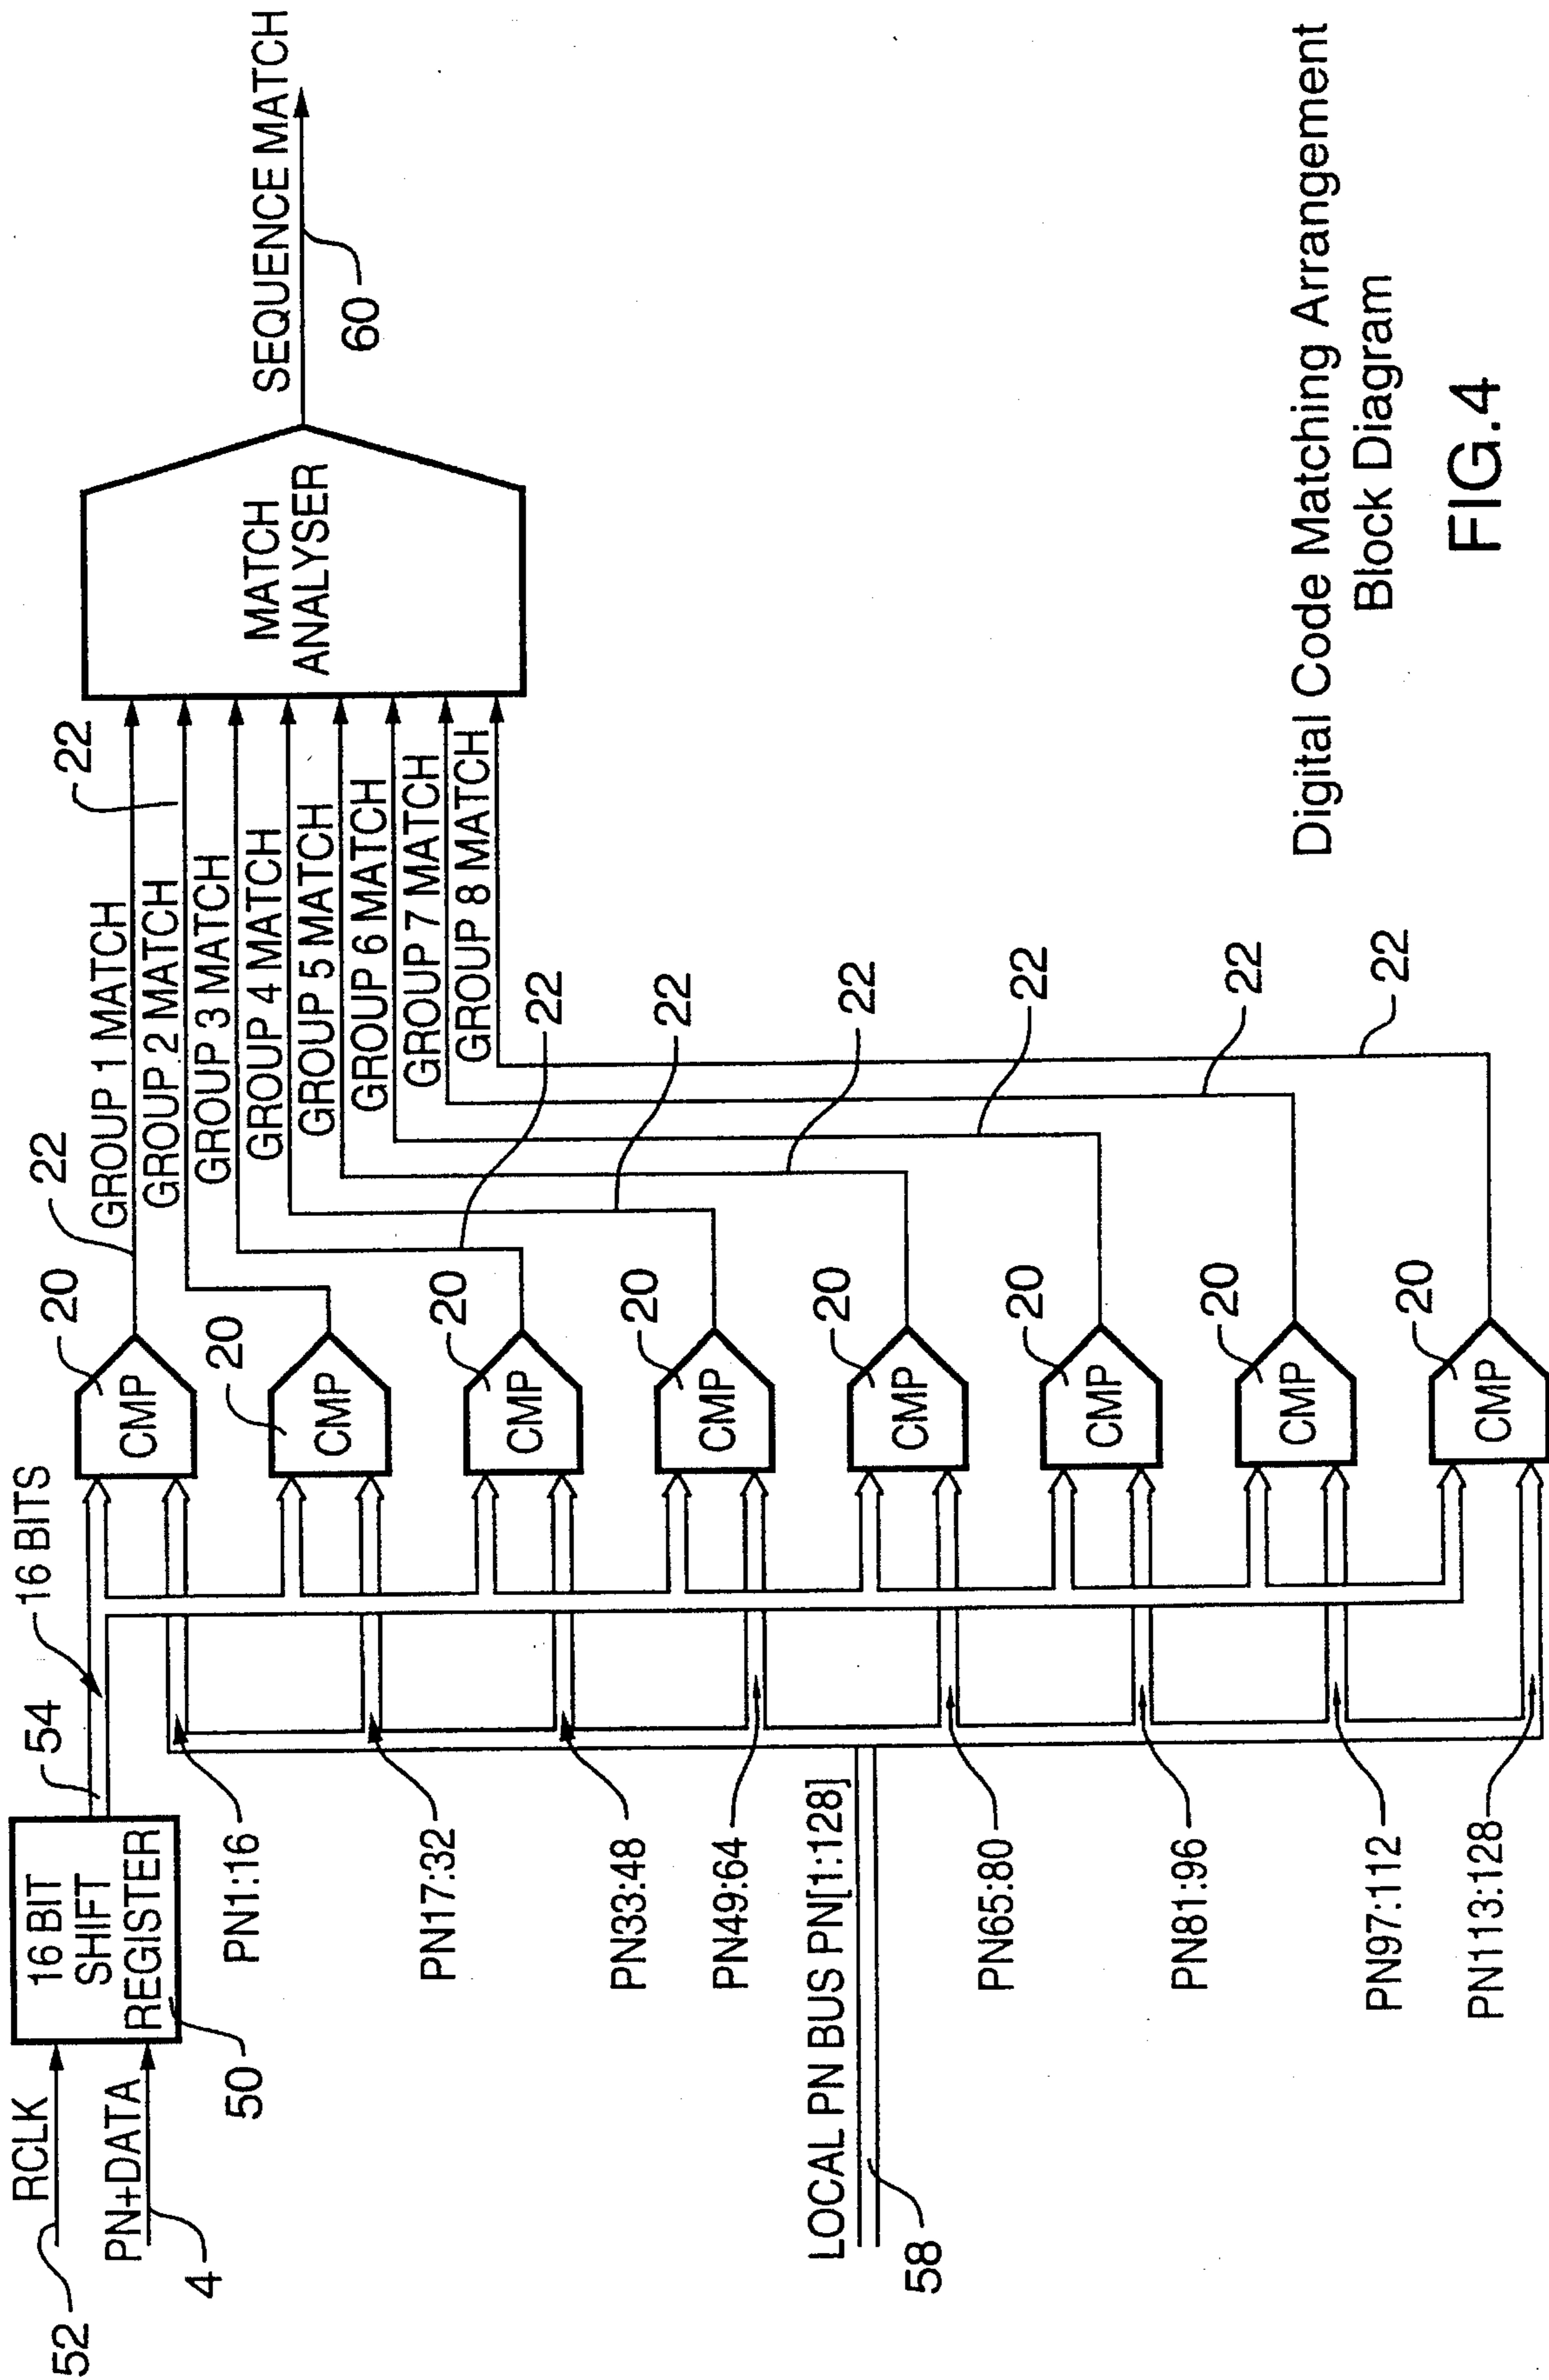 52
RCLK
PN+DATA
4
16 BIT
SHIFT
REGISTER
50
54
16 BITS
PN1:16
PN17:32
PN33:48
PN49:64
LOCAL PN BUS PN[1:128]
58
PN65:80
PN81:96
PN97:112
PN113:128
CMP
20
CMP
20
CMP
20
CMP
20
CMP
20
CMP
20
CMP
20
CMP
20
22
GROUP 1 MATCH
22
GROUP 2 MATCH
GROUP 3 MATCH
GROUP 4 MATCH
GROUP 5 MATCH
GROUP 6 MATCH
GROUP 7 MATCH
GROUP 8 MATCH
22
22
22
22
22
22
MATCH
ANALYSER
SEQUENCE MATCH
60
Digital Code Matching Arrangement
Block Diagram
FIG.4